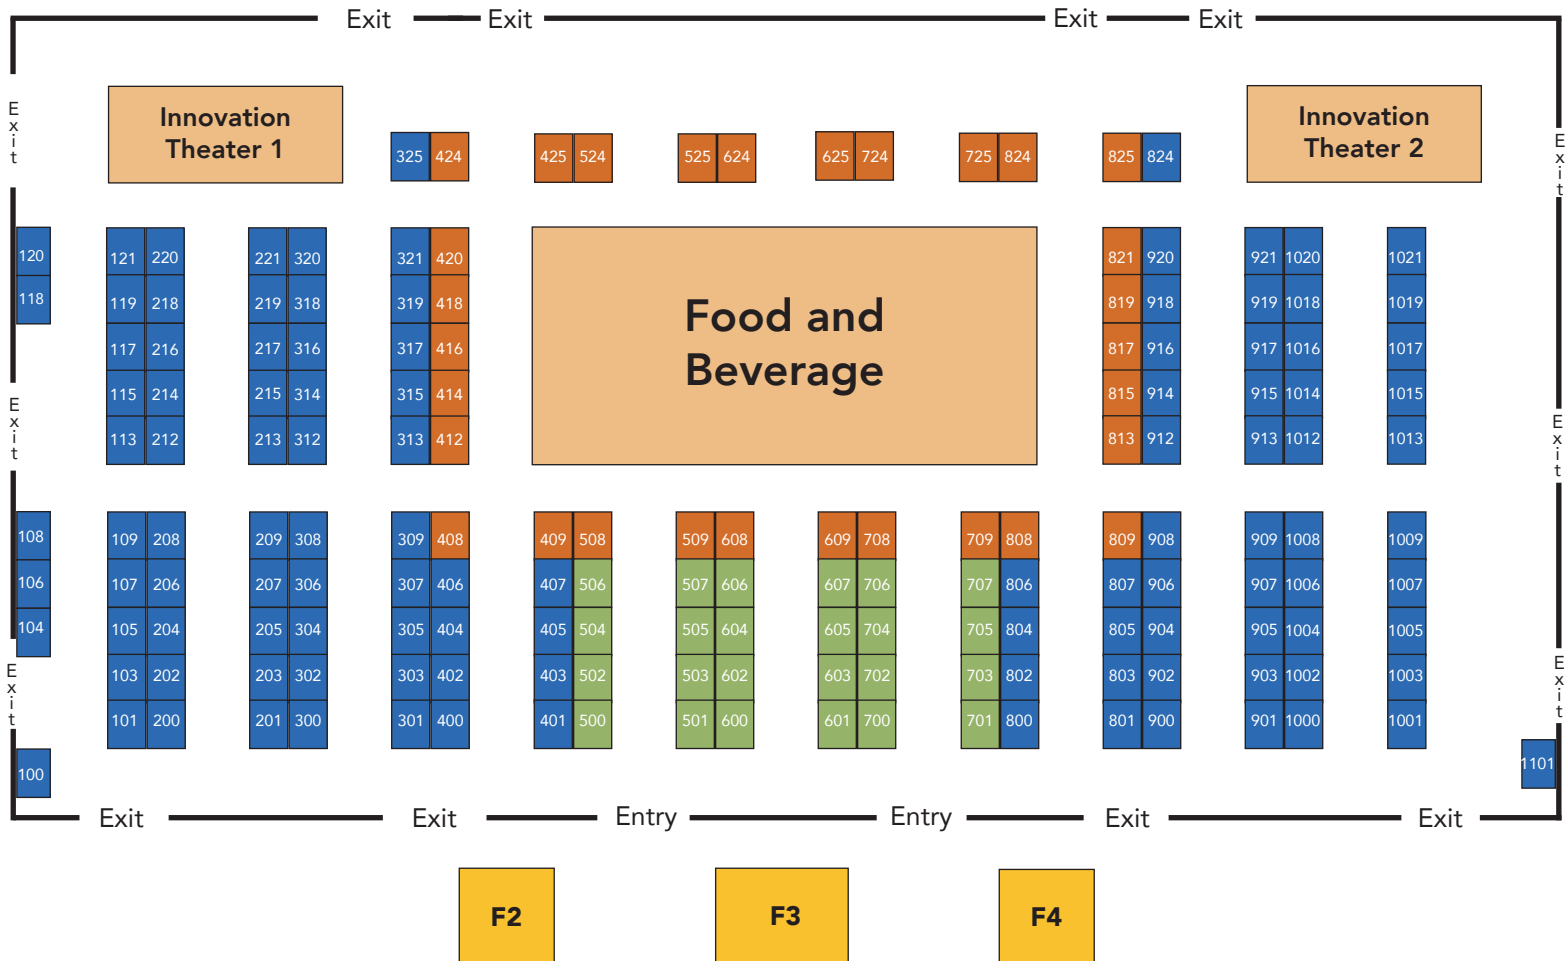 Exit Exit Exit Exit
Exit
Innovation
Theater 1
Innovation
Theater 2
Exit
325 424 425 524 525 624 625 724 725 824 825 824
120 121 220 221 320 321 420 821 920 921 1020 1021
118 119 218 219 318 319 418 819 918 919 1018 1019
Food and
Beverage
117 216 217 316 317 416 817 916 917 1016 1017
115 214 215 314 315 414 815 914 915 1014 1015
Exit
113 212 213 312 313 412 813 912 913 1012 1013
Exit
108 109 208 209 308 309 408 409 508 509 608 609 708 709 808 809 908 909 1008 1009
106 107 206 207 306 307 406 407 506 507 606 607 706 707 806 807 906 907 1006 1007
104 105 204 205 304 305 404 405 504 505 604 605 704 705 804 805 904 905 1004 1005
103 202 203 302 303 402 403 502 503 602 603 702 703 802 803 902 903 1002 1003
Exit
Exit
101 200 201 300 301 400 401 500 501 600 601 700 701 800 801 900 901 1000 1001
100
1101
Exit Exit Entry Entry Exit Exit
F2 F3 F4